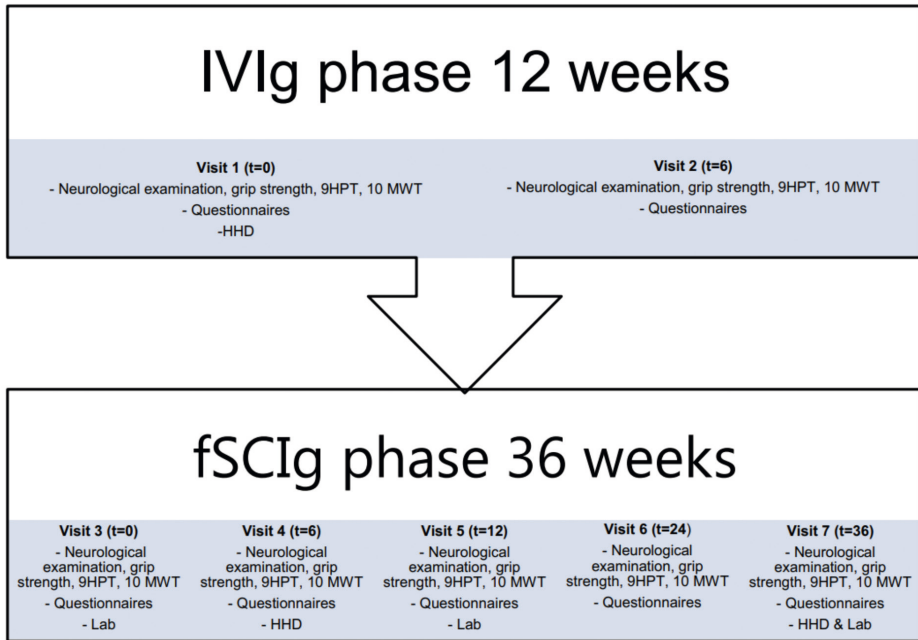 IVIg phase 12 weeks
Visit 1 (t=0)
- Neurological examination, grip strength, 9HPT, 10 MWT
- Questionnaires
-HHD
Visit 2 (t=6)
- Neurological examination, grip strength, 9HPT, 10 MWT
- Questionnaires
fSCIg phase 36 weeks
Visit 3 (t=0)
- Neurological
examination, grip
strength, 9HPT, 10 MWT
- Questionnaires
- Lab
Visit 4 (t=6)
- Neurological
examination, grip
strength, 9HPT, 10 MWT
- Questionnaires
- HHD
Visit 5 (t=12)
- Neurological
examination, grip
strength, 9HPT, 10 MWT
- Questionnaires
- Lab
Visit 6 (t=24)
- Neurological
examination, grip
strength, 9HPT, 10 MWT
- Questionnaires
Visit 7 (t=36)
- Neurological
examination, grip
strength, 9HPT, 10 MWT
- Questionnaires
- HHD & Lab